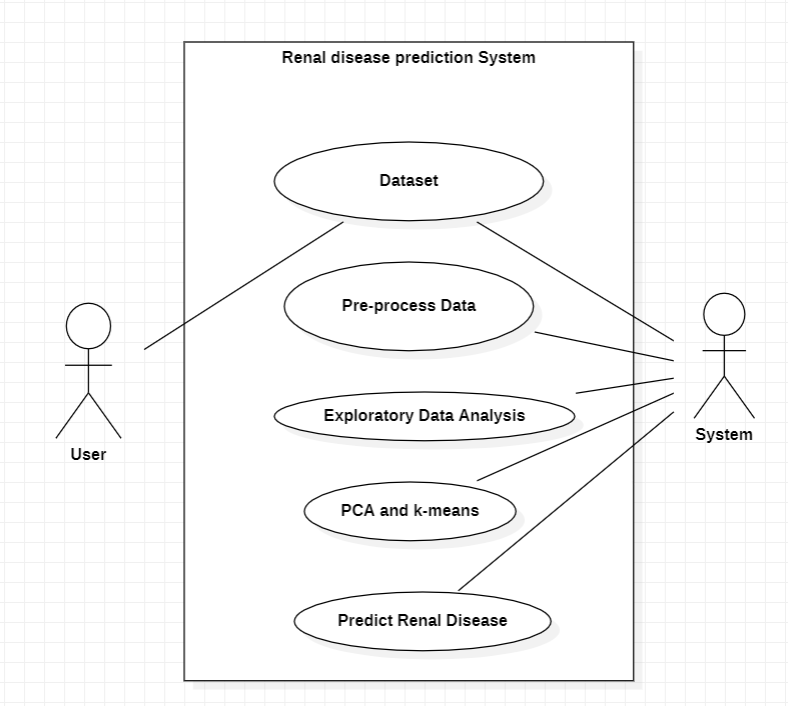 Renal disease prediction System
Dataset
Pre-process Data
Exploratory Data Analysis
PCA and k-means
Predict Renal Disease
User
System